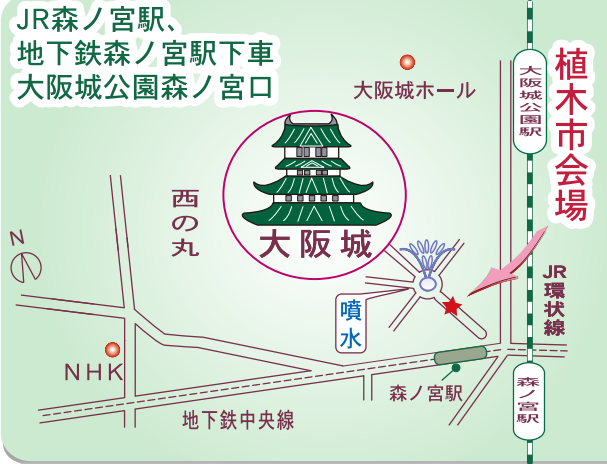 JR森ノ宮駅、
地下鉄森ノ宮駅下車
大阪城公園森ノ宮口
大阪城ホール
大阪城公園駅
植木市会場
西の丸
大阪城
N
噴水
JR環状線
NHK
森ノ宮駅
森ノ宮駅
地下鉄中央線